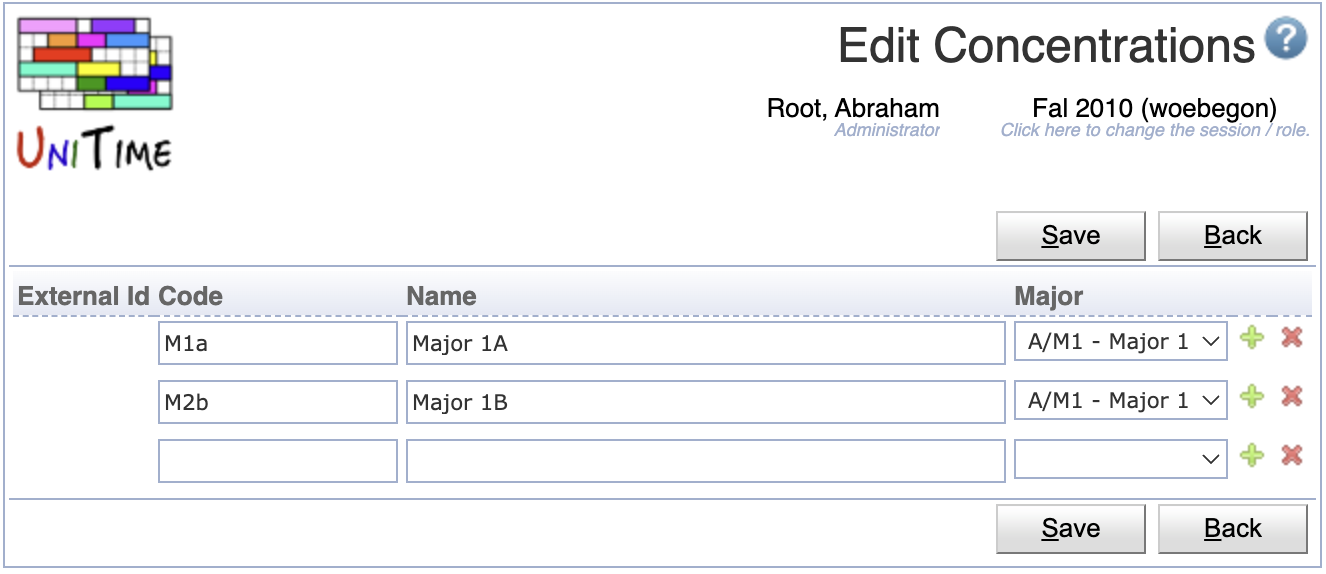 UniTime
Edit Concentrations ?
Root, Abraham
Administrator
Fal 2010 (woebegon)
Click here to change the session / role.
Save Back
External Id Code Name Major
M1a Major 1A A/M1 - Major 1
M2b Major 1B A/M1 - Major 1
Save Back